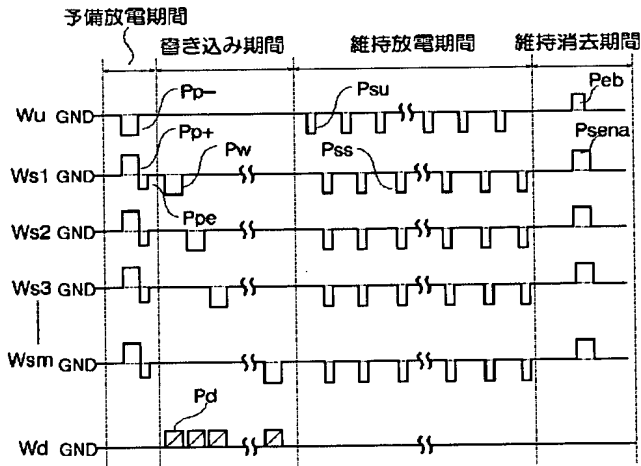 予備放電期間
書き込み期間
維持放電期間
維持消去期間
Wu GND
Pp-
Psu
Peb
Pp+
Pw
Pss
Psena
Ws1 GND
Ppe
Ws2 GND
Ws3 GND
Wsm GND
Pd
Wd GND